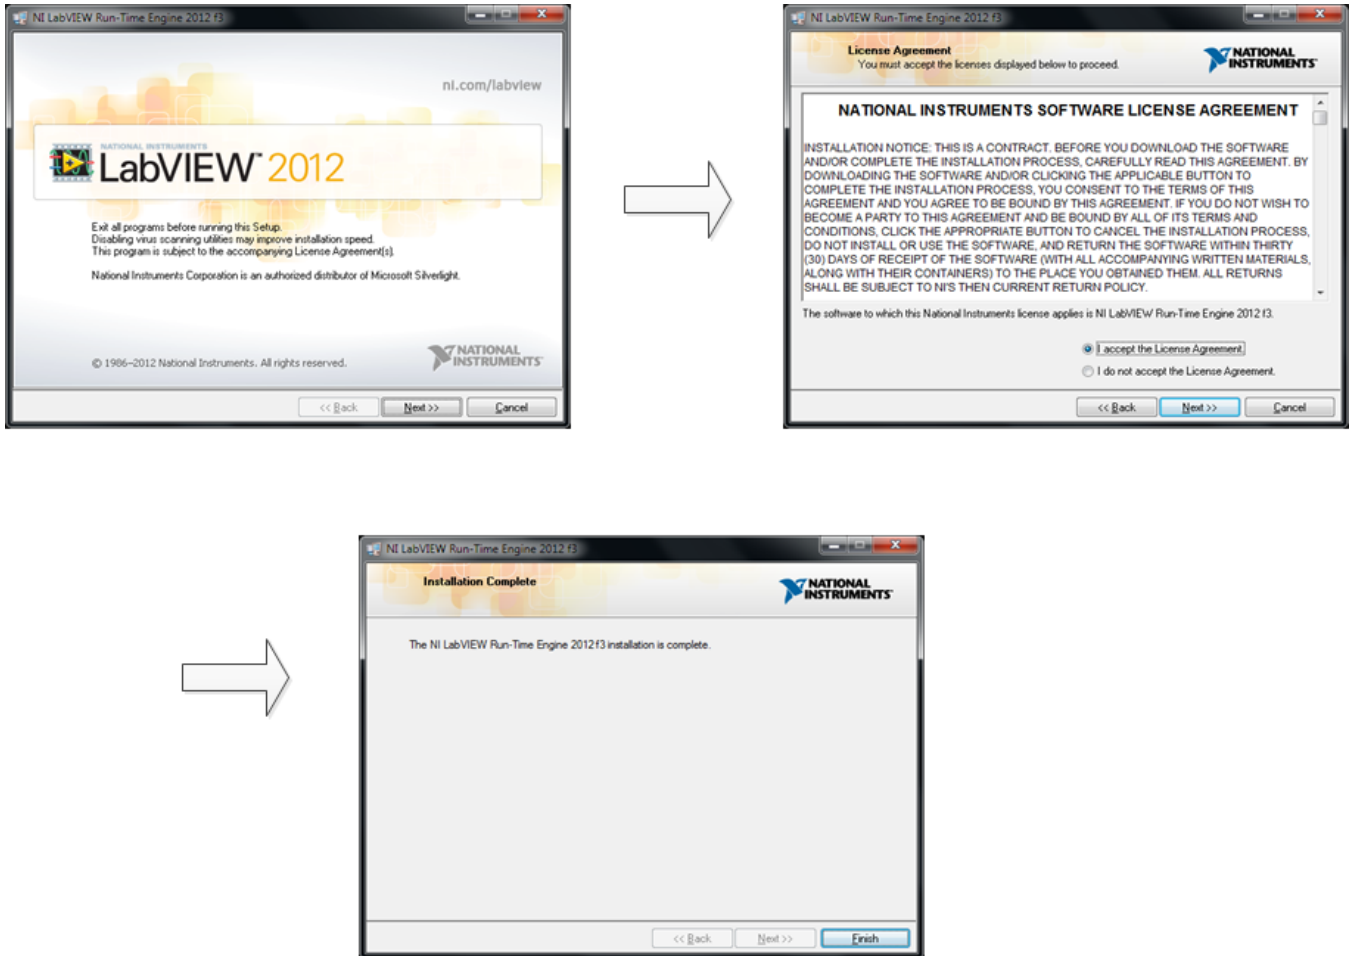 NI LabVIEW Run-Time Engine 2012 f3
ni.com/labview
NATIONAL INSTRUMENTS
LabVIEW™ 2012
Exit all programs before running this Setup.
Disabling virus scanning utilities may improve installation speed.
This program is subject to the accompanying License Agreement(s).
National Instruments Corporation is an authorized distributor of Microsoft Silverlight.
© 1986–2012 National Instruments. All rights reserved.
NATIONAL
INSTRUMENTS™
<< Back
Next >>
Cancel
NI LabVIEW Run-Time Engine 2012 f3
License Agreement
You must accept the licenses displayed below to proceed.
NATIONAL
INSTRUMENTS™
NATIONAL INSTRUMENTS SOFTWARE LICENSE AGREEMENT
INSTALLATION NOTICE: THIS IS A CONTRACT. BEFORE YOU DOWNLOAD THE SOFTWARE
AND/OR COMPLETE THE INSTALLATION PROCESS, CAREFULLY READ THIS AGREEMENT. BY
DOWNLOADING THE SOFTWARE AND/OR CLICKING THE APPLICABLE BUTTON TO
COMPLETE THE INSTALLATION PROCESS, YOU CONSENT TO THE TERMS OF THIS
AGREEMENT AND YOU AGREE TO BE BOUND BY THIS AGREEMENT. IF YOU DO NOT WISH TO
BECOME A PARTY TO THIS AGREEMENT AND BE BOUND BY ALL OF ITS TERMS AND
CONDITIONS, CLICK THE APPROPRIATE BUTTON TO CANCEL THE INSTALLATION PROCESS,
DO NOT INSTALL OR USE THE SOFTWARE, AND RETURN THE SOFTWARE WITHIN THIRTY
(30) DAYS OF RECEIPT OF THE SOFTWARE (WITH ALL ACCOMPANYING WRITTEN MATERIALS,
ALONG WITH THEIR CONTAINERS) TO THE PLACE YOU OBTAINED THEM. ALL RETURNS
SHALL BE SUBJECT TO NI'S THEN CURRENT RETURN POLICY.
The software to which this National Instruments license applies is NI LabVIEW Run-Time Engine 2012 f3.
I accept the License Agreement.
I do not accept the License Agreement.
<< Back
Next >>
Cancel
NI LabVIEW Run-Time Engine 2012 f3
Installation Complete
NATIONAL
INSTRUMENTS™
The NI LabVIEW Run-Time Engine 2012 f3 installation is complete.
<< Back
Next >>
Finish